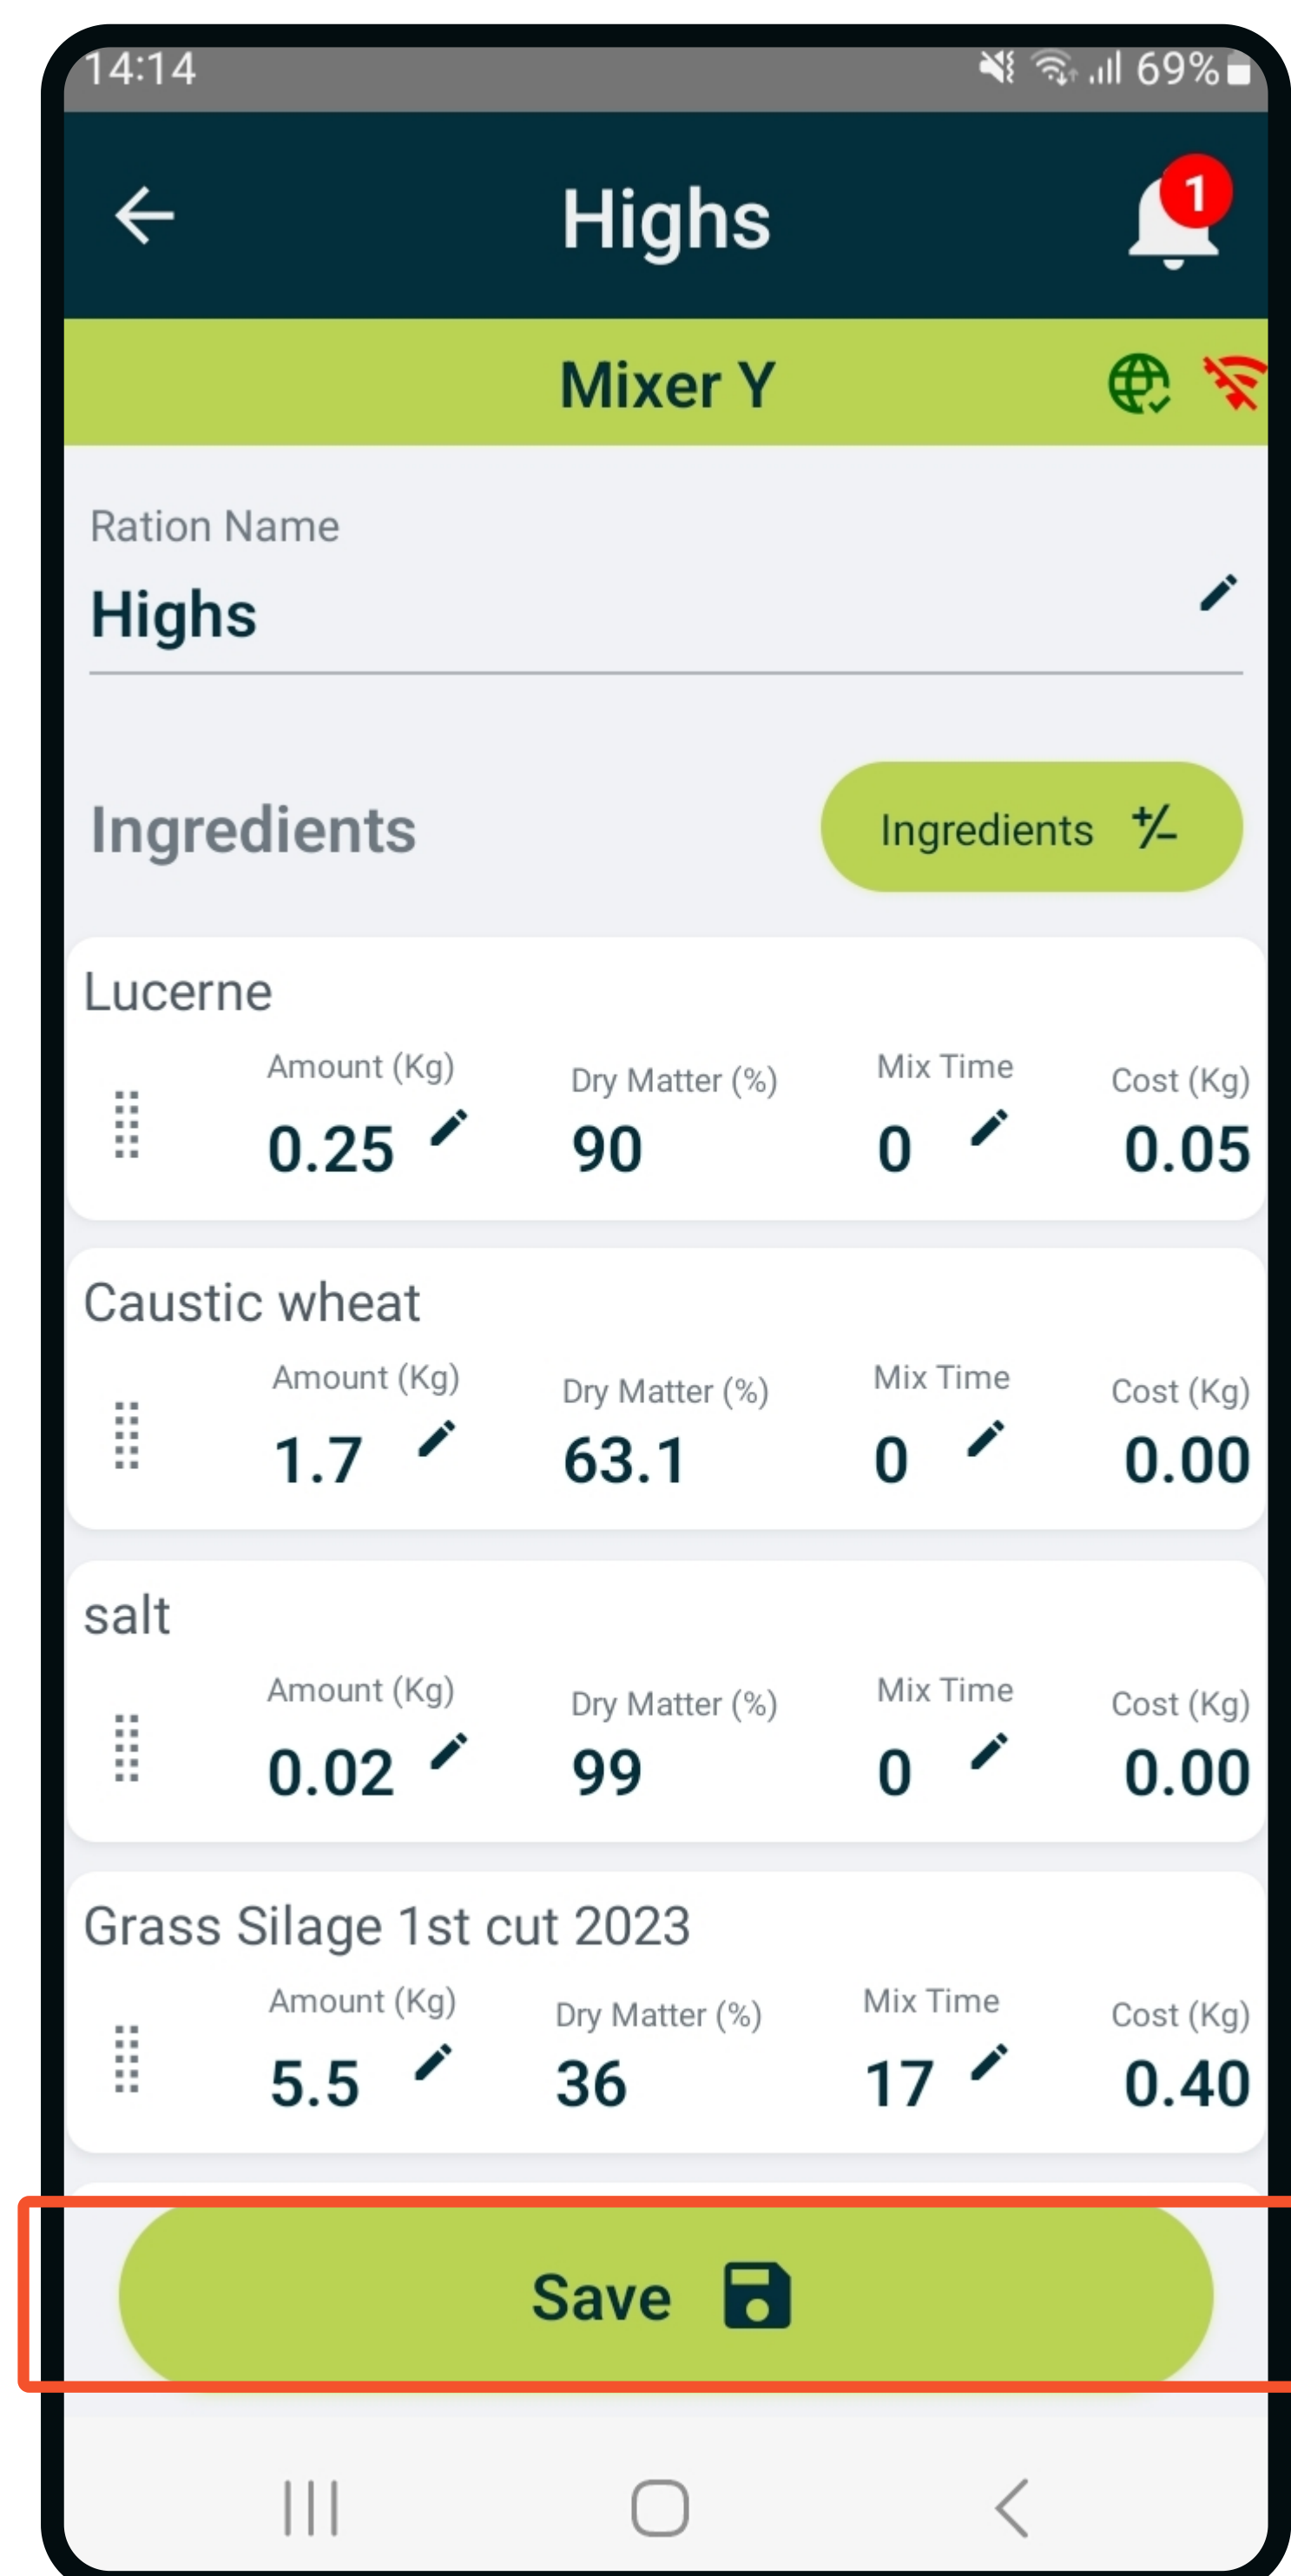 14:14 69%
Highs 1
Mixer Y
Ration Name
Highs
Ingredients Ingredients +/-
Lucerne
Amount (Kg) Dry Matter (%) Mix Time Cost (Kg)
0.25 90 0 0.05
Caustic wheat
Amount (Kg) Dry Matter (%) Mix Time Cost (Kg)
1.7 63.1 0 0.00
salt
Amount (Kg) Dry Matter (%) Mix Time Cost (Kg)
0.02 99 0 0.00
Grass Silage 1st cut 2023
Amount (Kg) Dry Matter (%) Mix Time Cost (Kg)
5.5 36 17 0.40
Save